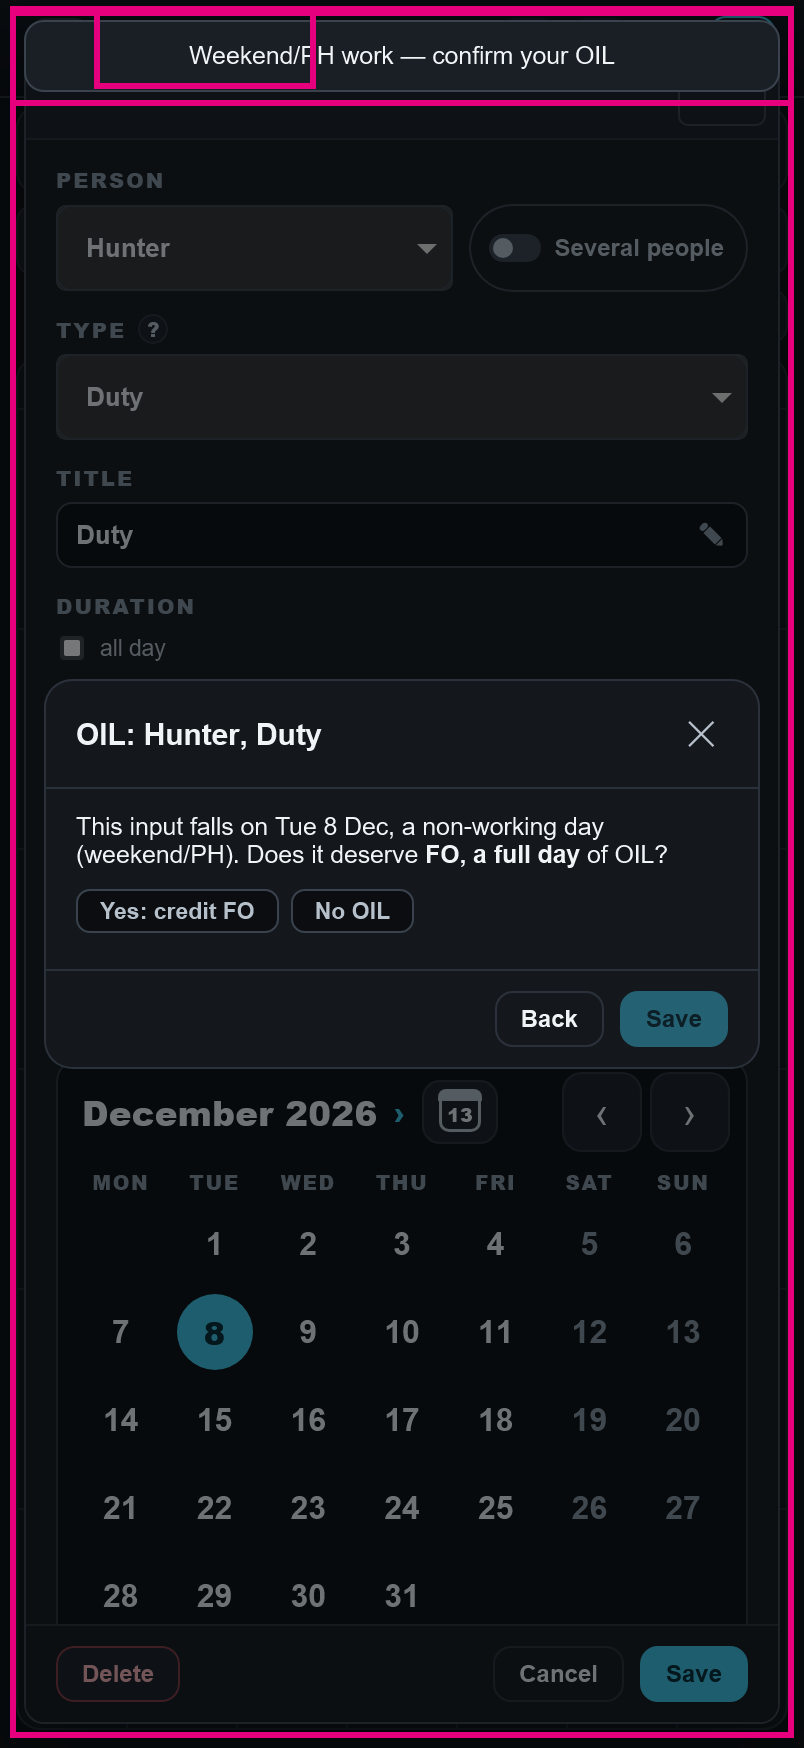 Weekend/PH work — confirm your OIL
PERSON
Hunter
Several people
TYPE ?
Duty
TITLE
Duty
DURATION
all day
OIL: Hunter, Duty
This input falls on Tue 8 Dec, a non-working day
(weekend/PH). Does it deserve FO, a full day of OIL?
Yes: credit FO No OIL
Back Save
December 2026 › 13 ‹ ›
MON TUE WED THU FRI SAT SUN
1 2 3 4 5 6
7 8 9 10 11 12 13
14 15 16 17 18 19 20
21 22 23 24 25 26 27
28 29 30 31
Delete Cancel Save